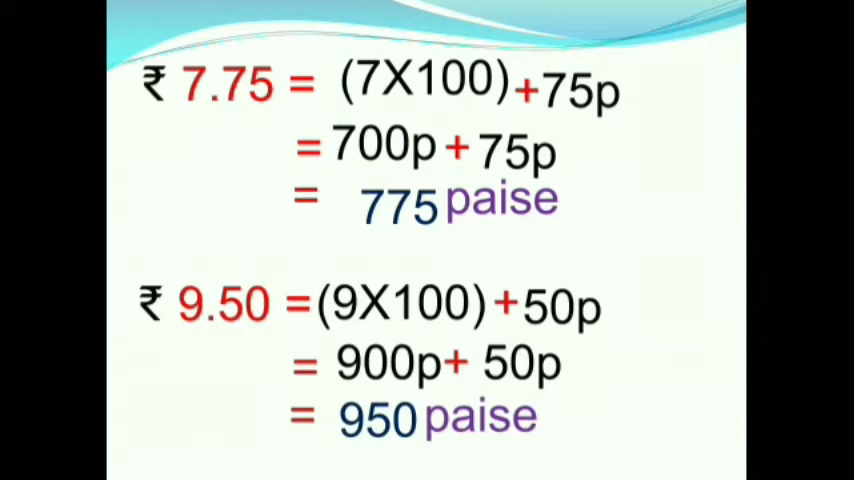 ₹ 7.75 = (7X100) +75p
= 700p + 75p
= 775 paise
₹ 9.50 = (9X100) +50p
= 900p+ 50p
= 950 paise